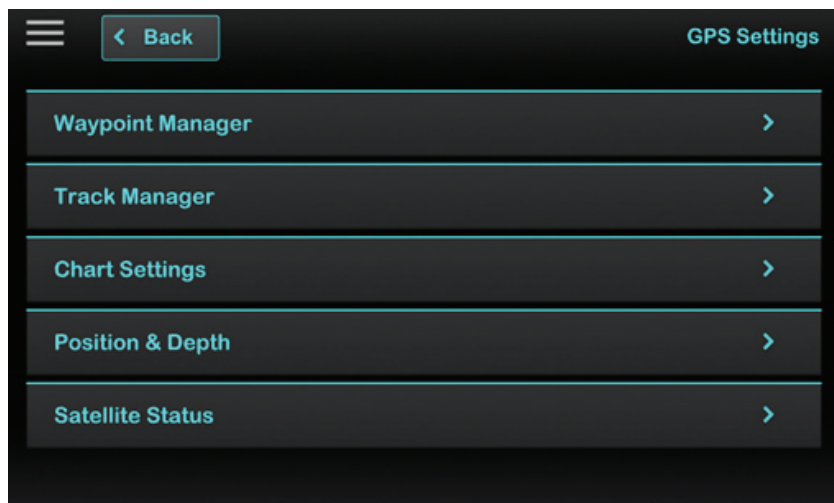 Back
GPS Settings
Waypoint Manager
Track Manager
Chart Settings
Position & Depth
Satellite Status